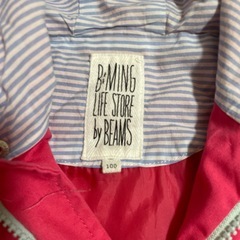 B:MING
LIFE STORE
by BEAMS
100